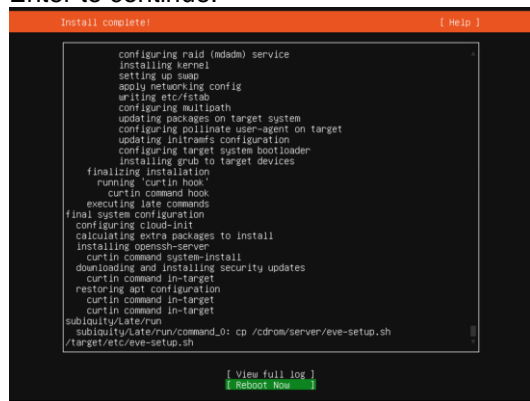 Enter to continue.
Install complete! [ Help ]
configuring raid (mdadm) service
installing kernel
setting up swap
apply networking config
writing etc/fstab
configuring multipath
updating packages on target system
configuring pollinate user-agent on target
updating initramfs configuration
configuring target system bootloader
installing grub to target devices
finalizing installation
running 'curtin hook'
curtin command hook
executing late commands
final system configuration
configuring cloud-init
calculating extra packages to install
installing openssh-server
curtin command system-install
downloading and installing security updates
curtin command in-target
restoring apt configuration
curtin command in-target
curtin command in-target
subiquity/Late/run
subiquity/Late/run/command_0: cp /cdrom/server/eve-setup.sh
/target/etc/eve-setup.sh
[ View full log ]
[ Reboot Now ]